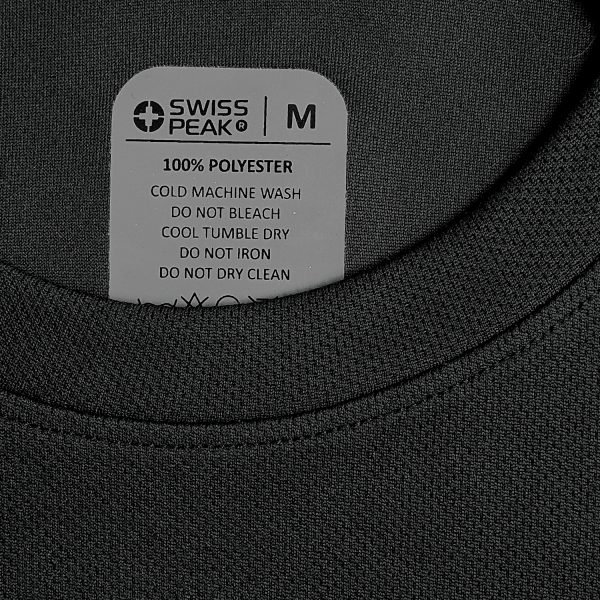 SWISS PEAK® M
100% POLYESTER
COLD MACHINE WASH
DO NOT BLEACH
COOL TUMBLE DRY
DO NOT IRON
DO NOT DRY CLEAN